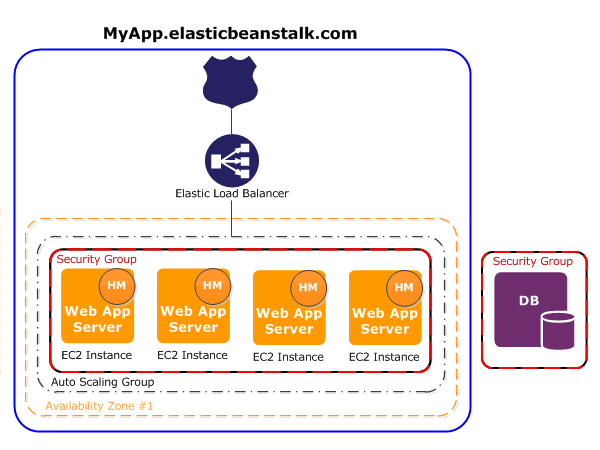 MyApp.elasticbeanstalk.com
Elastic Load Balancer
Security Group
HM
Web App
Server
EC2 Instance
HM
Web App
Server
EC2 Instance
HM
Web App
Server
EC2 Instance
HM
Web App
Server
EC2 Instance
Auto Scaling Group
Availability Zone #1
Security Group
DB